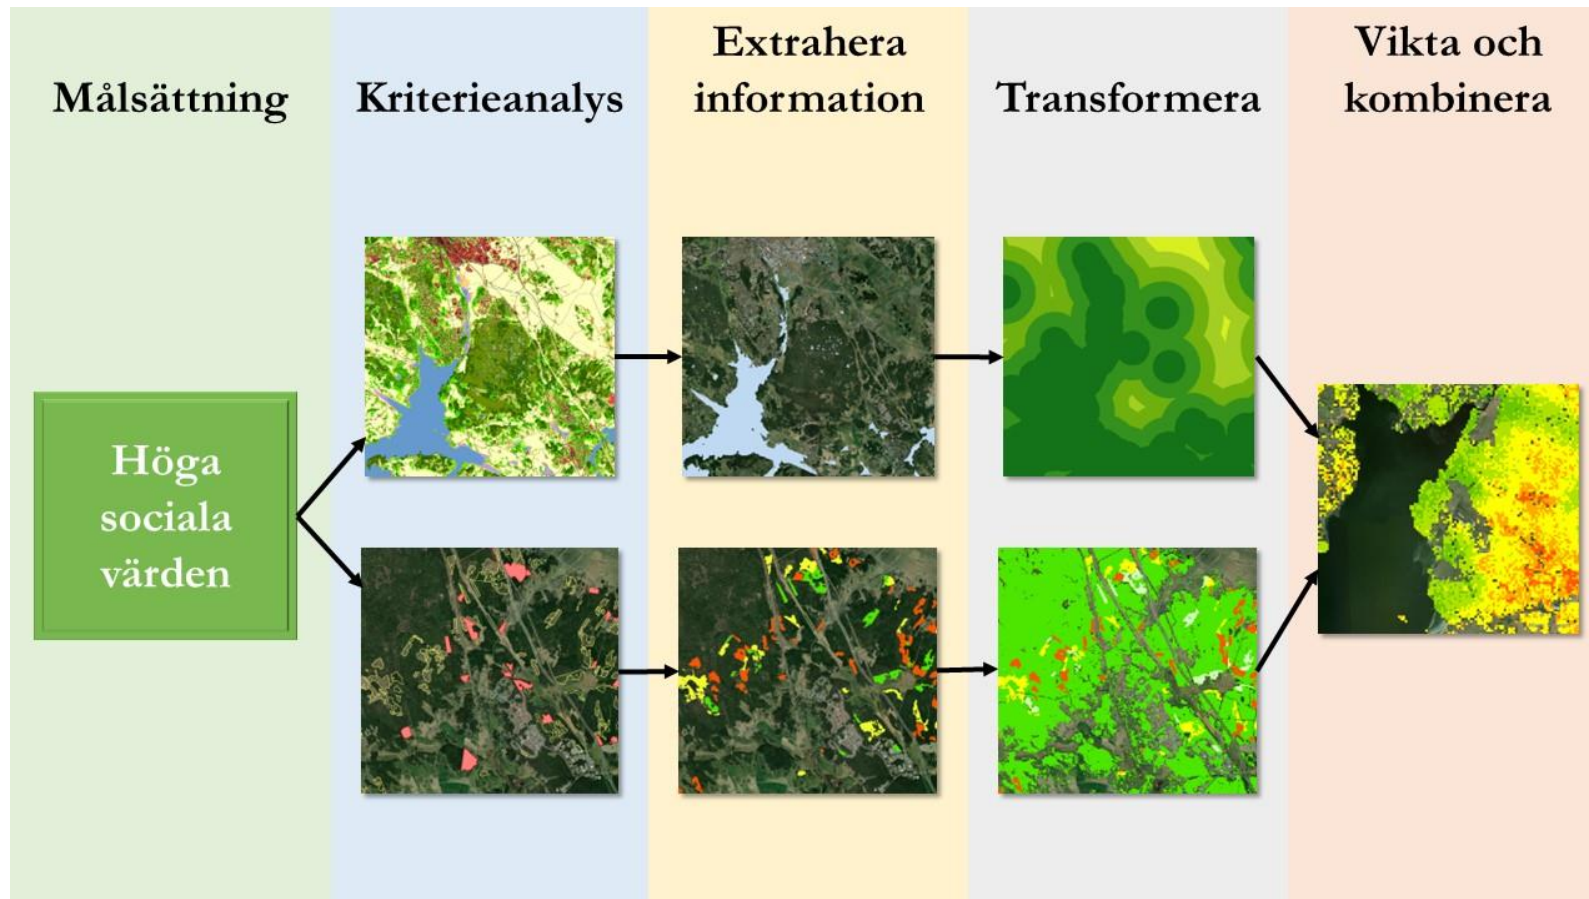 Målsättning
Kriterieanalys
Extrahera
information
Transformera
Vikta och
kombinera
Höga
sociala
värden